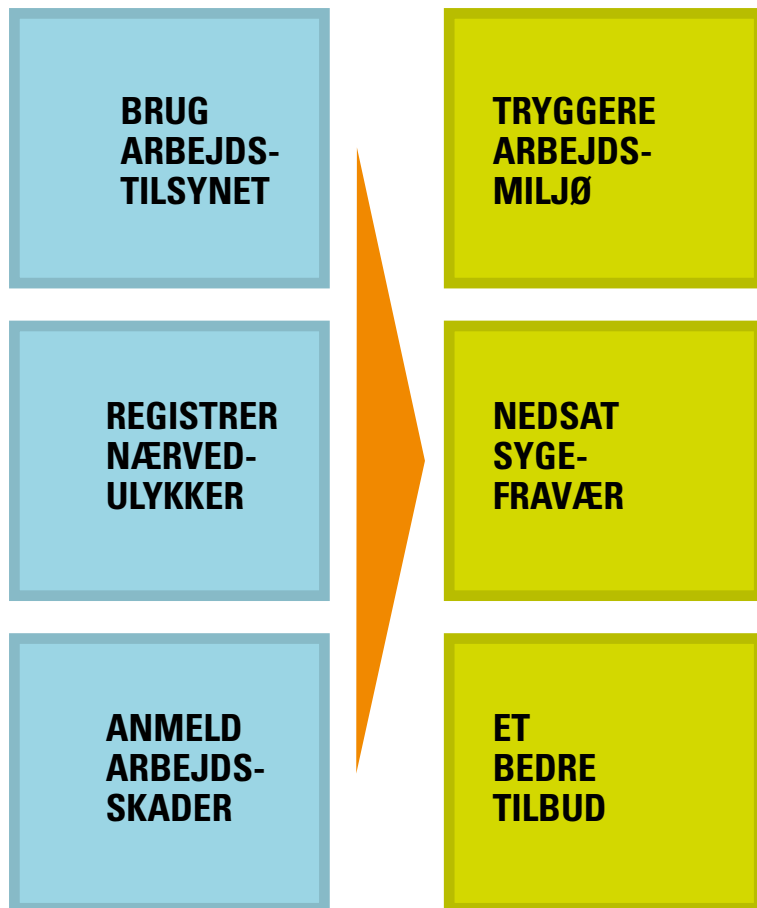 BRUG
ARBEJDS-
TILSYNET
REGISTRER
NÆRVED-
ULYKKER
ANMELD
ARBEJDS-
SKADER
TRYGGERE
ARBEJDS-
MILJØ
NEDSAT
SYGE-
FRAVÆR
ET
BEDRE
TILBUD